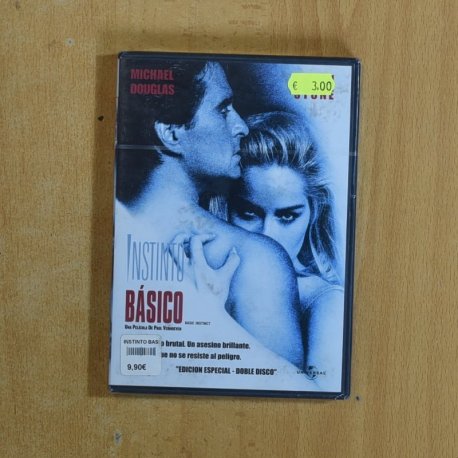 MICHAEL
DOUGLAS
€ 3.00
STONE
INSTINTO
BÁSICO
BASIC INSTINCT
UNA PELÍCULA DE PAUL VERHOEVEN
INSTINTO BAS
9,90€
o brutal. Un asesino brillante.
que no se resiste al peligro.
"EDICION ESPECIAL - DOBLE DISCO"
UNIVERSAL